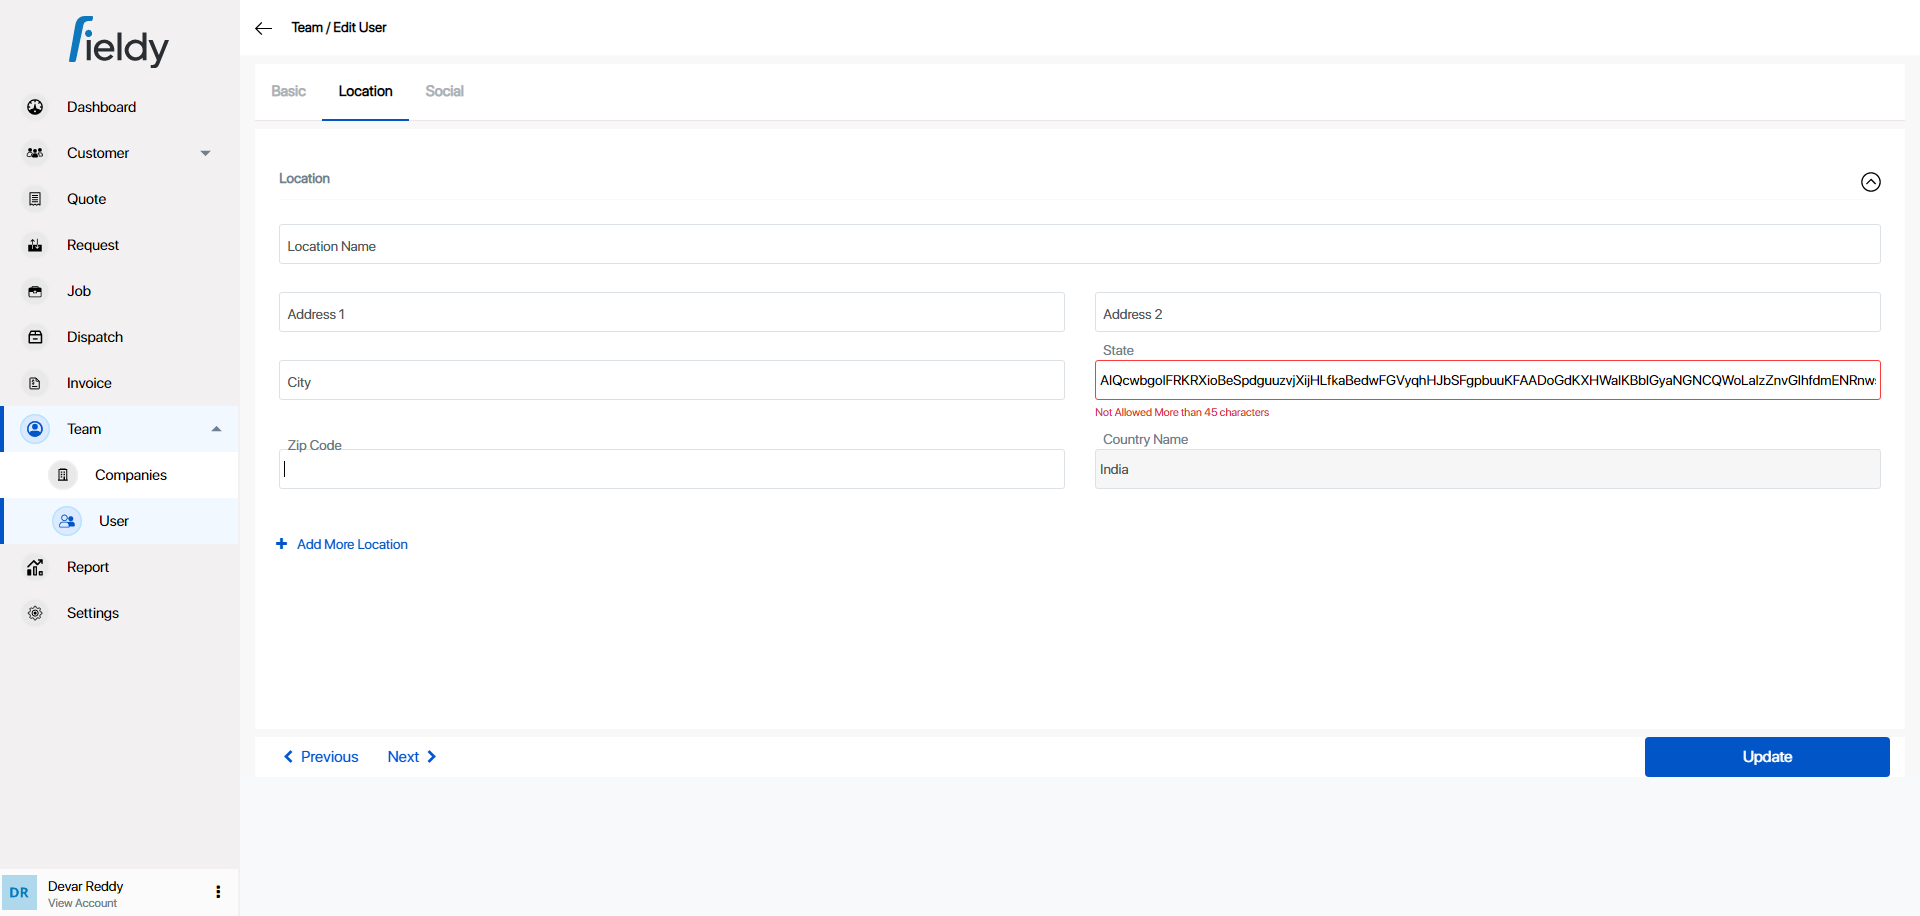 fieldy
Team / Edit User
Dashboard
Customer
Quote
Request
Job
Dispatch
Invoice
Team
Companies
User
Report
Settings
DR
Devar Reddy
View Account
Basic
Location
Social
Location
Location Name
Address 1
Address 2
City
State
Not Allowed More than 45 characters
Zip Code
Country Name
India
Add More Location
Previous
Next
Update